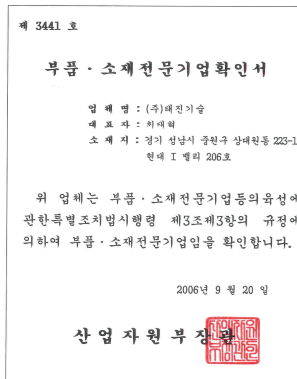 제 3441 호
부품·소재전문기업확인서
업 체 명 : (주)태진기술
대 표 자 : 최태혁
소 재 지 : 경기 성남시 중원구 상대원동 223-1
현대 I 밸리 206호
위 업체는 부품·소재전문기업등의육성에
관한특별조치법시행령 제3조제3항의 규정에
의하여 부품·소재전문기업임을 확인합니다.
2006년 9 월 20 일
산업자원부장관